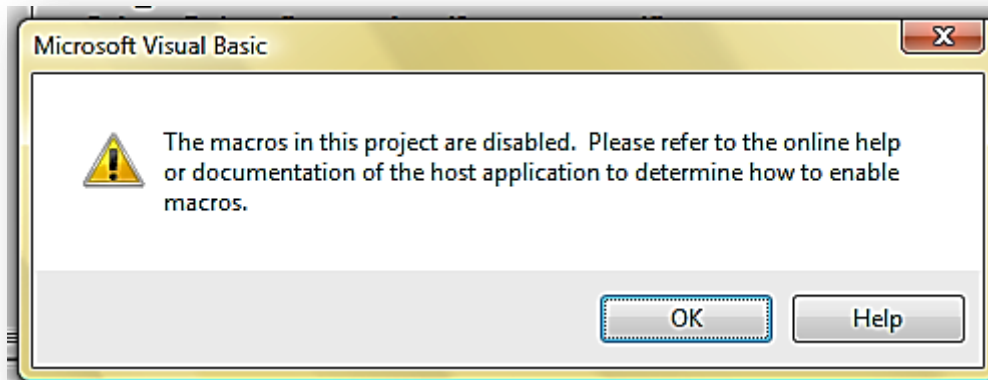 Microsoft Visual Basic
The macros in this project are disabled.  Please refer to the online help
or documentation of the host application to determine how to enable
macros.
OK
Help